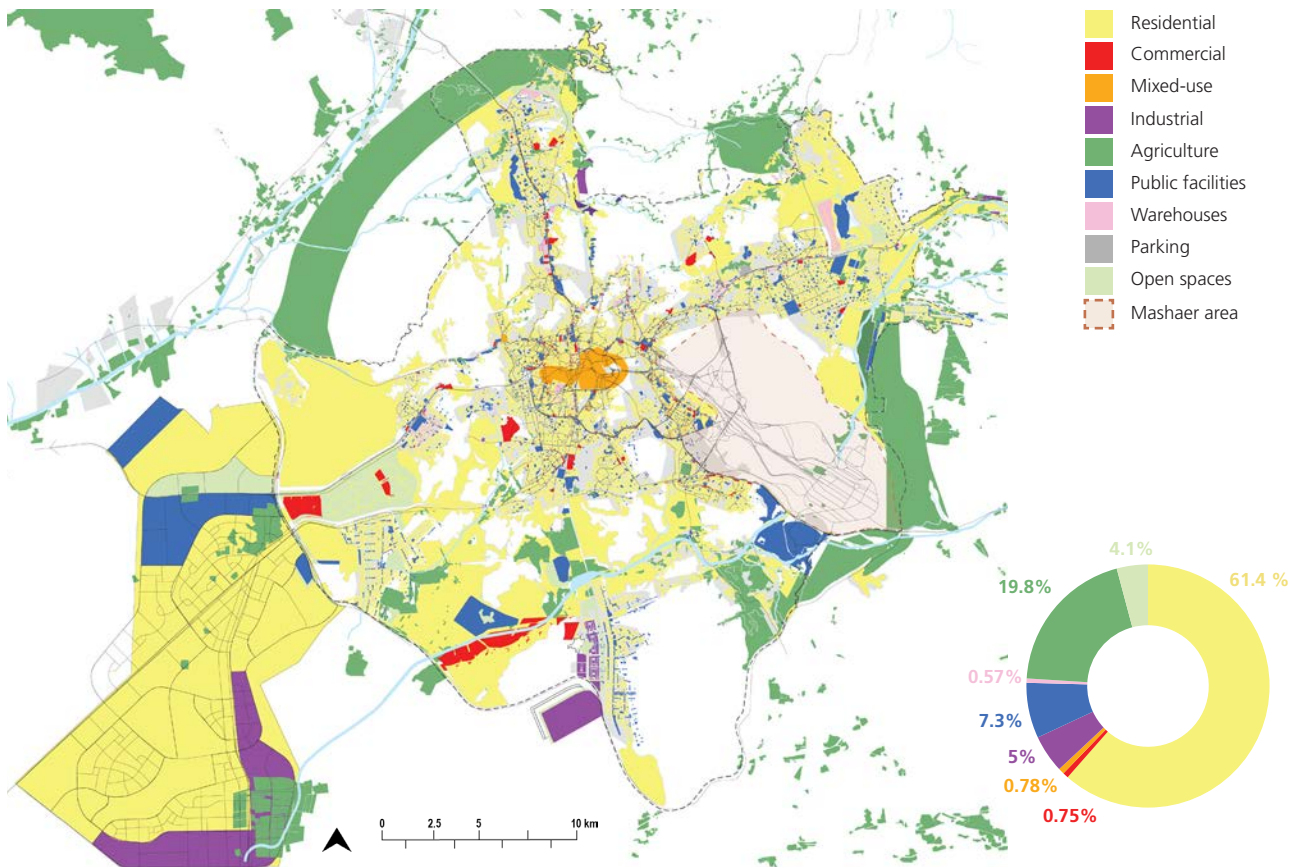 Residential
Commercial
Mixed-use
Industrial
Agriculture
Public facilities
Warehouses
Parking
Open spaces
Mashaer area
4.1%
19.8%
61.4 %
0.57%
7.3%
5%
0.78%
0.75%
0 2.5 5 10 km